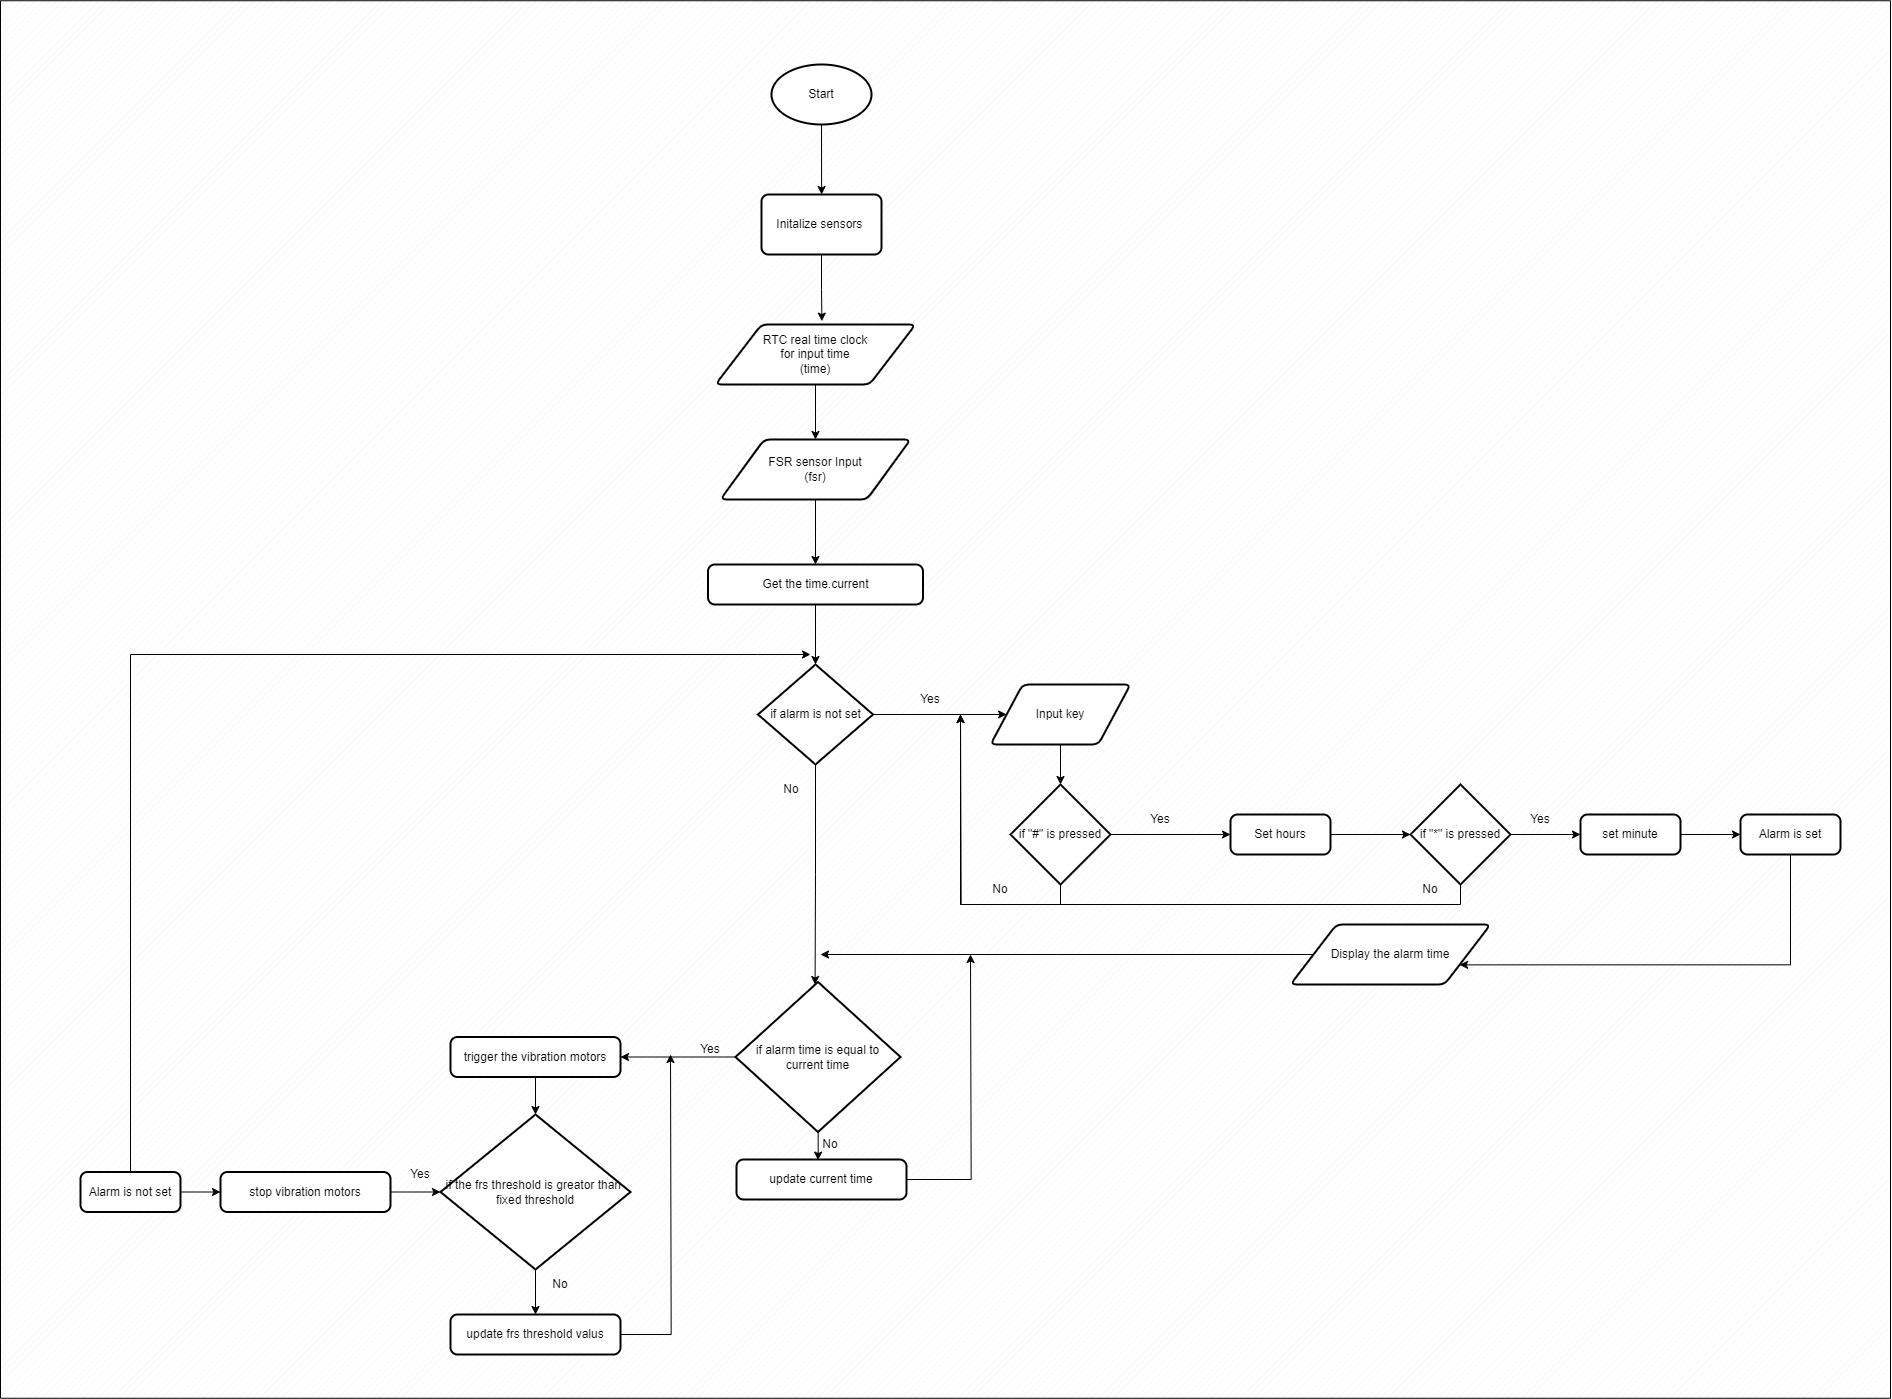 Start
Initalize sensors
RTC real time clock
for input time
(time)
FSR sensor Input
(fsr)
Get the time.current
if alarm is not set
Yes
Input key
No
if "#" is pressed
Yes
Set hours
if "*" is pressed
Yes
set minute
Alarm is set
No
No
Display the alarm time
if alarm time is equal to
current time
Yes
trigger the vibration motors
No
update current time
Alarm is not set
stop vibration motors
Yes
if the frs threshold is greator than
fixed threshold
No
update frs threshold valus